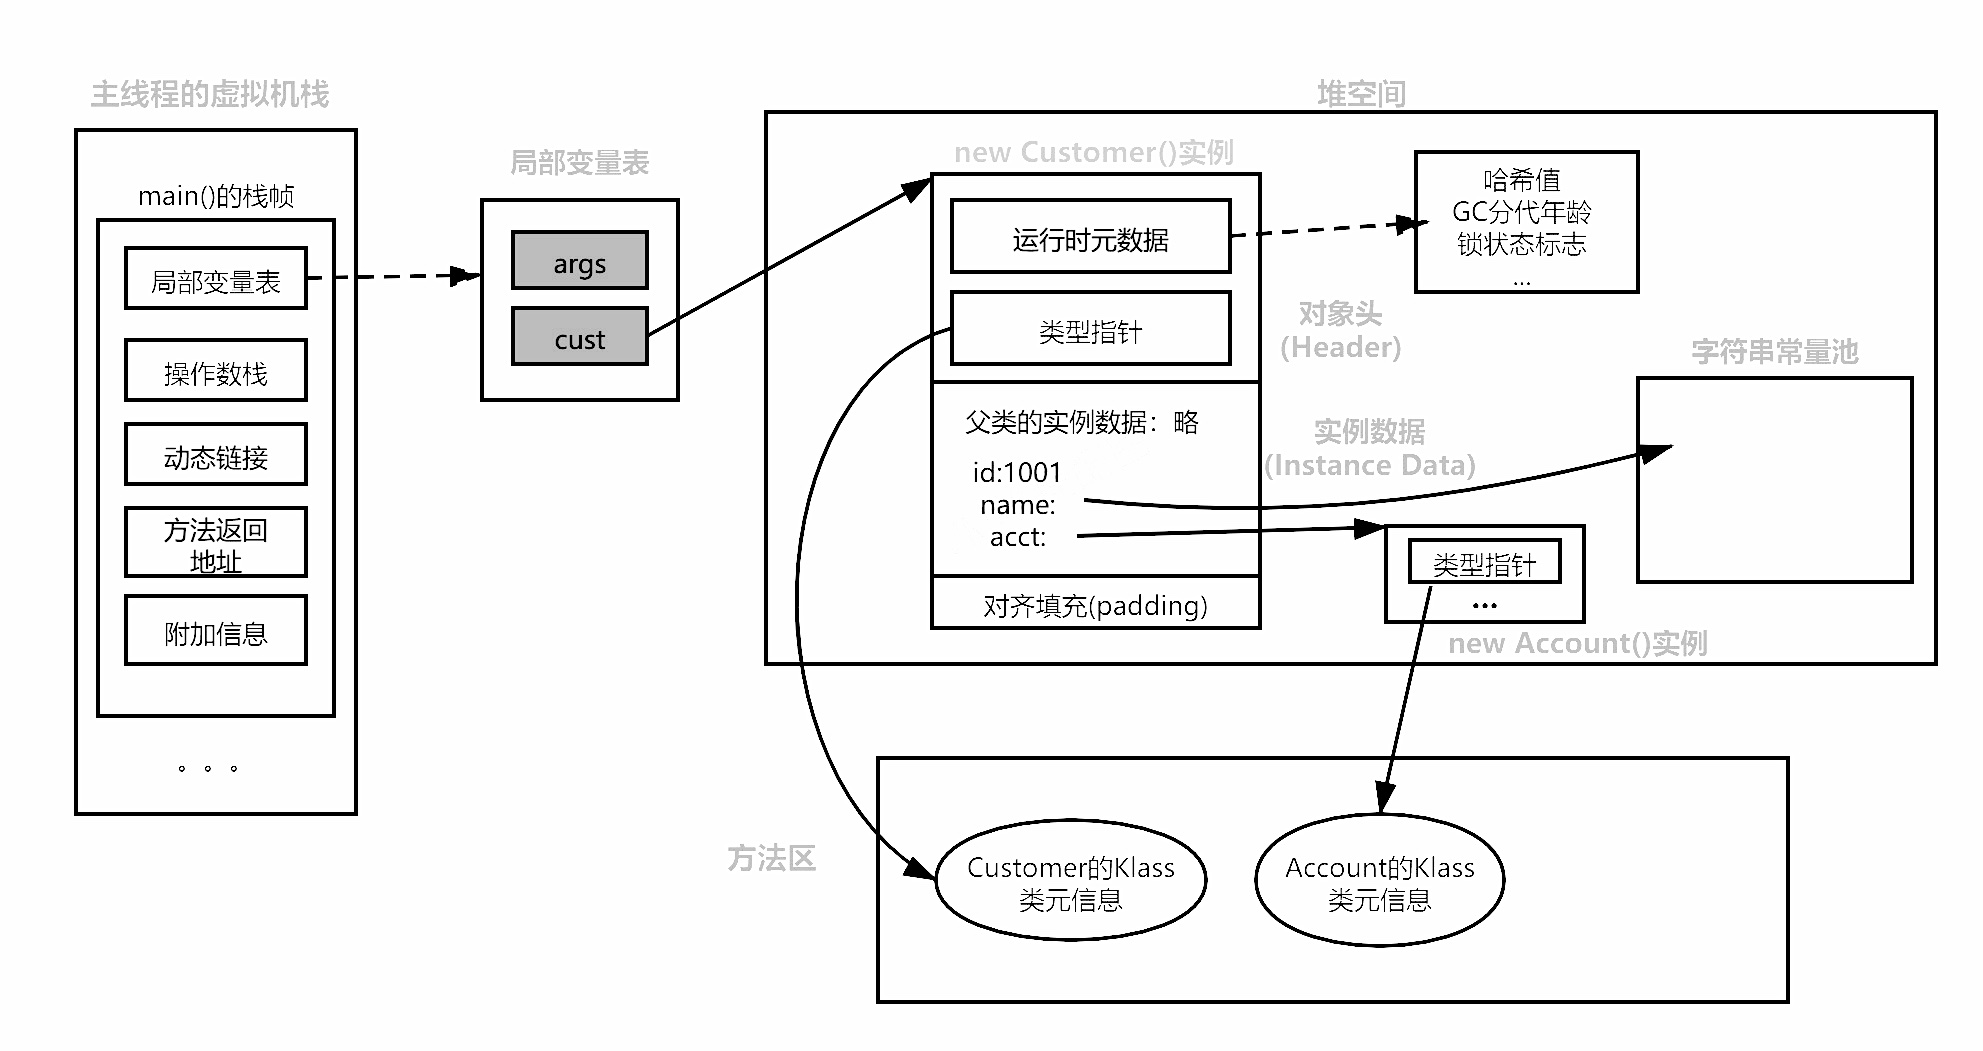 主线程的虚拟机栈
main()的栈帧
局部变量表
操作数栈
动态链接
方法返回
地址
附加信息
。。。
局部变量表
args
cust
堆空间
new Customer()实例
运行时元数据
类型指针
父类的实例数据：略
id:1001
name:
acct:
对齐填充(padding)
哈希值
GC分代年龄
锁状态标志
...
对象头
(Header)
实例数据
(Instance Data)
字符串常量池
类型指针
...
new Account()实例
方法区
Customer的Klass
类元信息
Account的Klass
类元信息